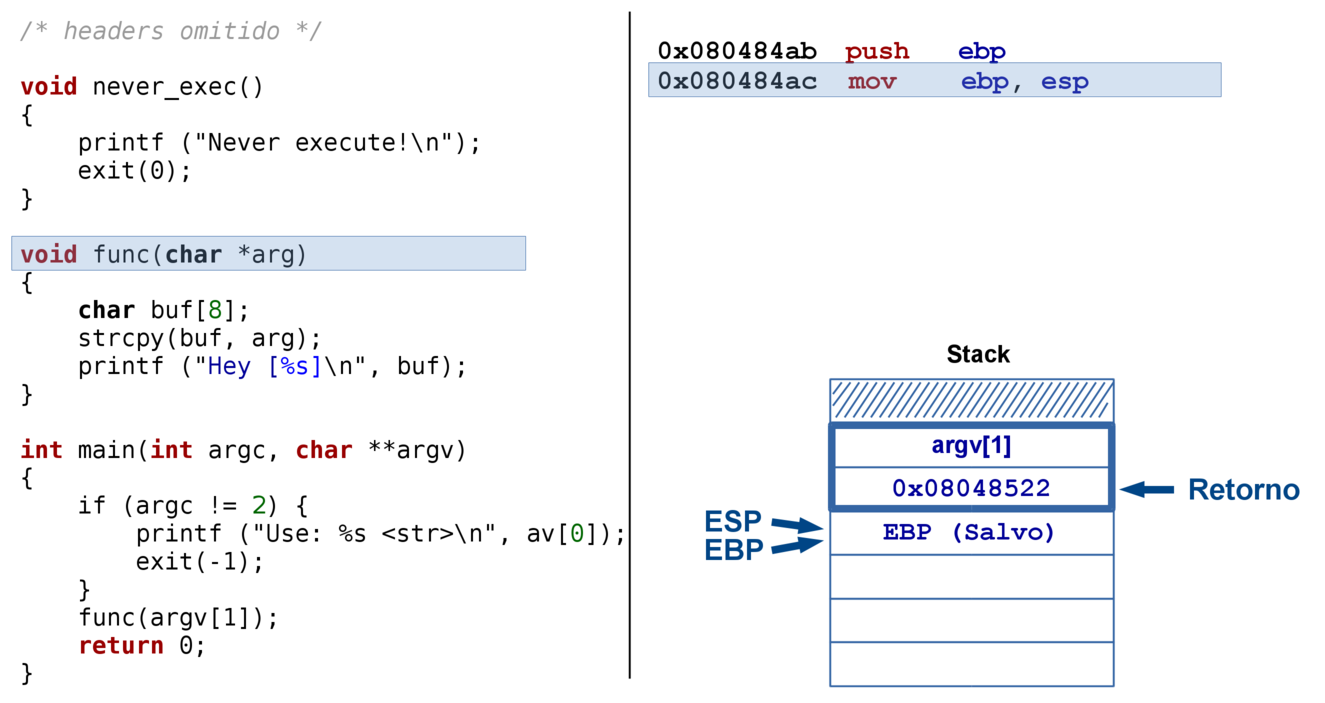 /* headers omitido */
void never_exec()
{
    printf ("Never execute!\n");
    exit(0);
}
void func(char *arg)
{
    char buf[8];
    strcpy(buf, arg);
    printf ("Hey [%s]\n", buf);
}
int main(int argc, char **argv)
{
    if (argc != 2) {
        printf ("Use: %s <str>\n", av[0]);
        exit(-1);
    }
    func(argv[1]);
    return 0;
}
0x080484ab push ebp
0x080484ac mov ebp, esp
Stack
argv[1]
0x08048522
Retorno
ESP
EBP
EBP (Salvo)